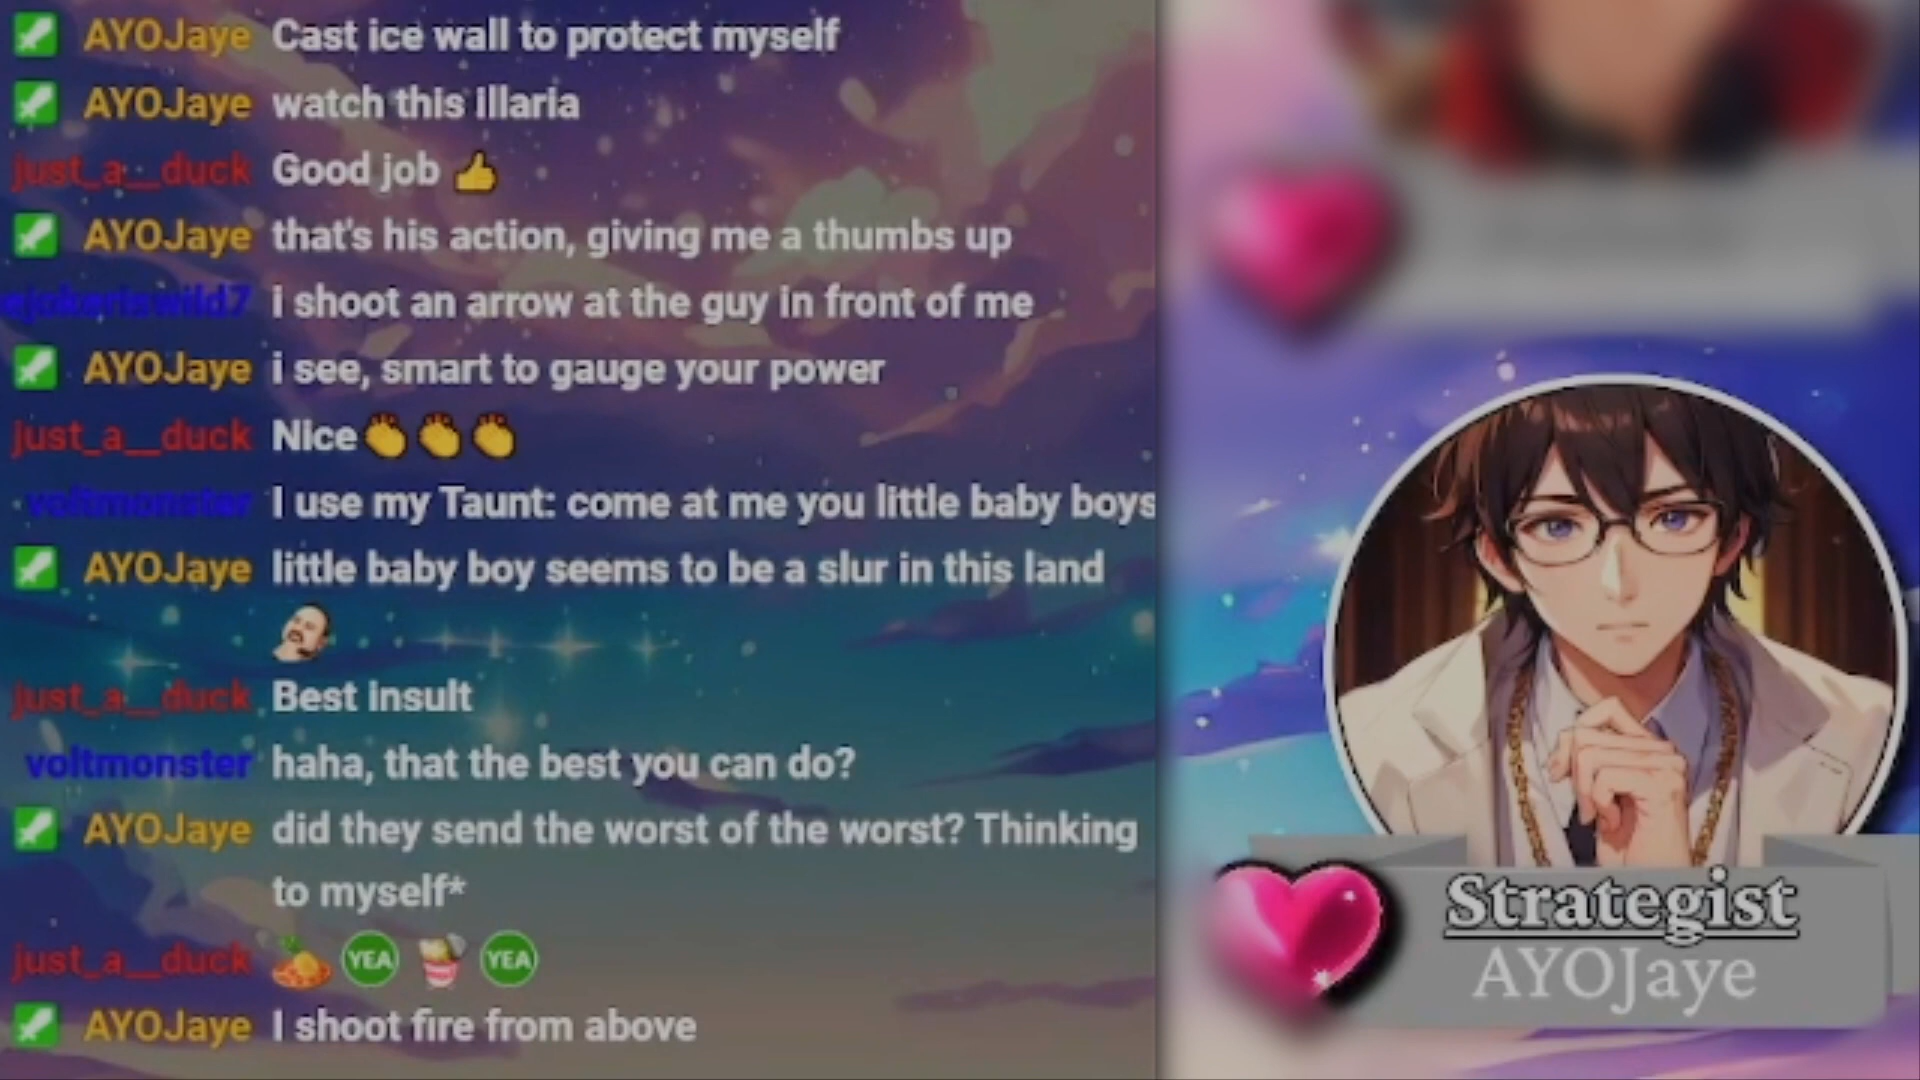 AYOJaye Cast ice wall to protect myself
AYOJaye watch this illaria
just_a__duck Good job 👍
AYOJaye that's his action, giving me a thumbs up
ejokeriswild7 i shoot an arrow at the guy in front of me
AYOJaye i see, smart to gauge your power
just_a__duck Nice👏👏👏
voltmonster I use my Taunt: come at me you little baby boys
AYOJaye little baby boy seems to be a slur in this land
just_a__duck Best insult
voltmonster haha, that the best you can do?
AYOJaye did they send the worst of the worst? Thinking
to myself*
just_a__duck YEA YEA
AYOJaye I shoot fire from above
Strategist
AYOJaye